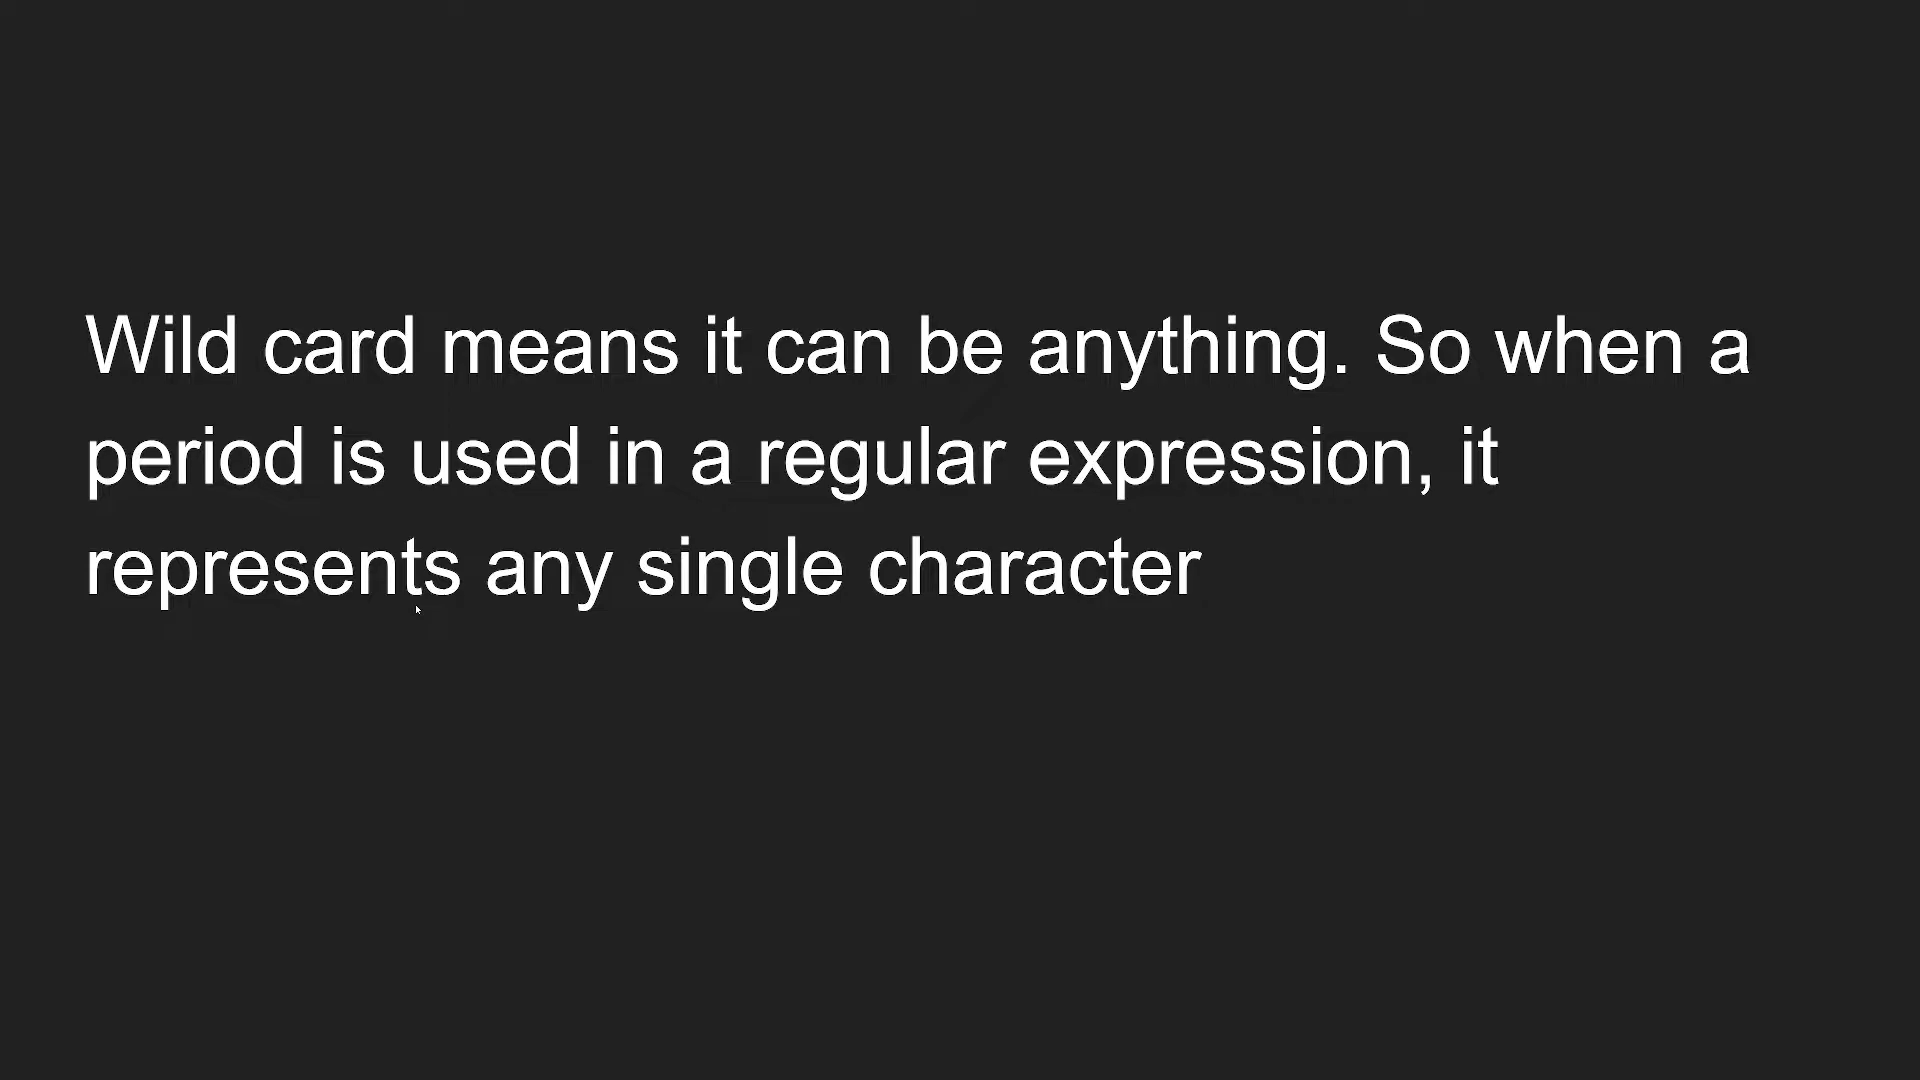 Wild card means it can be anything. So when a
period is used in a regular expression, it
represents any single character